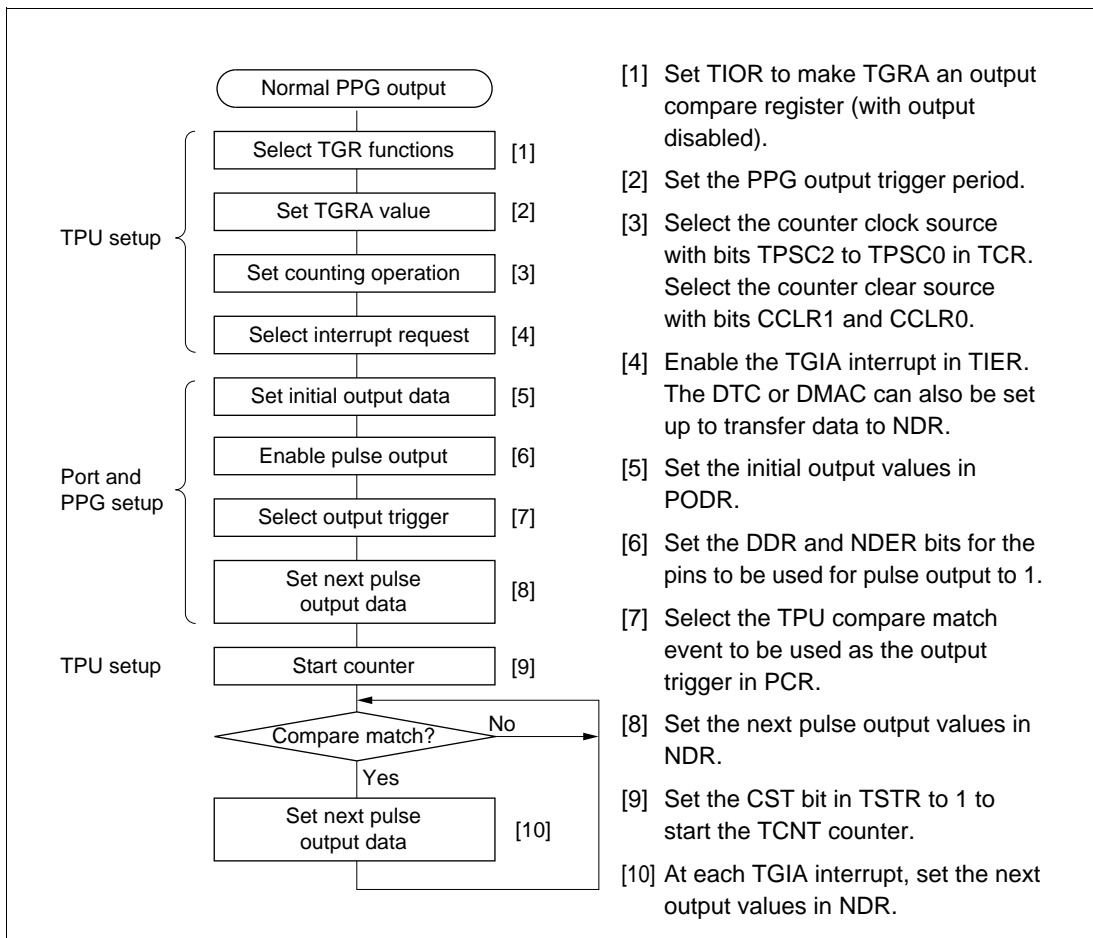 Normal PPG output
Select TGR functions [1]
Set TGRA value [2]
TPU setup
Set counting operation [3]
Select interrupt request [4]
Set initial output data [5]
Enable pulse output [6]
Port and
PPG setup
Select output trigger [7]
Set next pulse
output data
[8]
TPU setup
Start counter [9]
Compare match?
No
Yes
Set next pulse
output data
[10]
[1] Set TIOR to make TGRA an output
compare register (with output
disabled).
[2] Set the PPG output trigger period.
[3] Select the counter clock source
with bits TPSC2 to TPSC0 in TCR.
Select the counter clear source
with bits CCLR1 and CCLR0.
[4] Enable the TGIA interrupt in TIER.
The DTC or DMAC can also be set
up to transfer data to NDR.
[5] Set the initial output values in
PODR.
[6] Set the DDR and NDER bits for the
pins to be used for pulse output to 1.
[7] Select the TPU compare match
event to be used as the output
trigger in PCR.
[8] Set the next pulse output values in
NDR.
[9] Set the CST bit in TSTR to 1 to
start the TCNT counter.
[10] At each TGIA interrupt, set the next
output values in NDR.